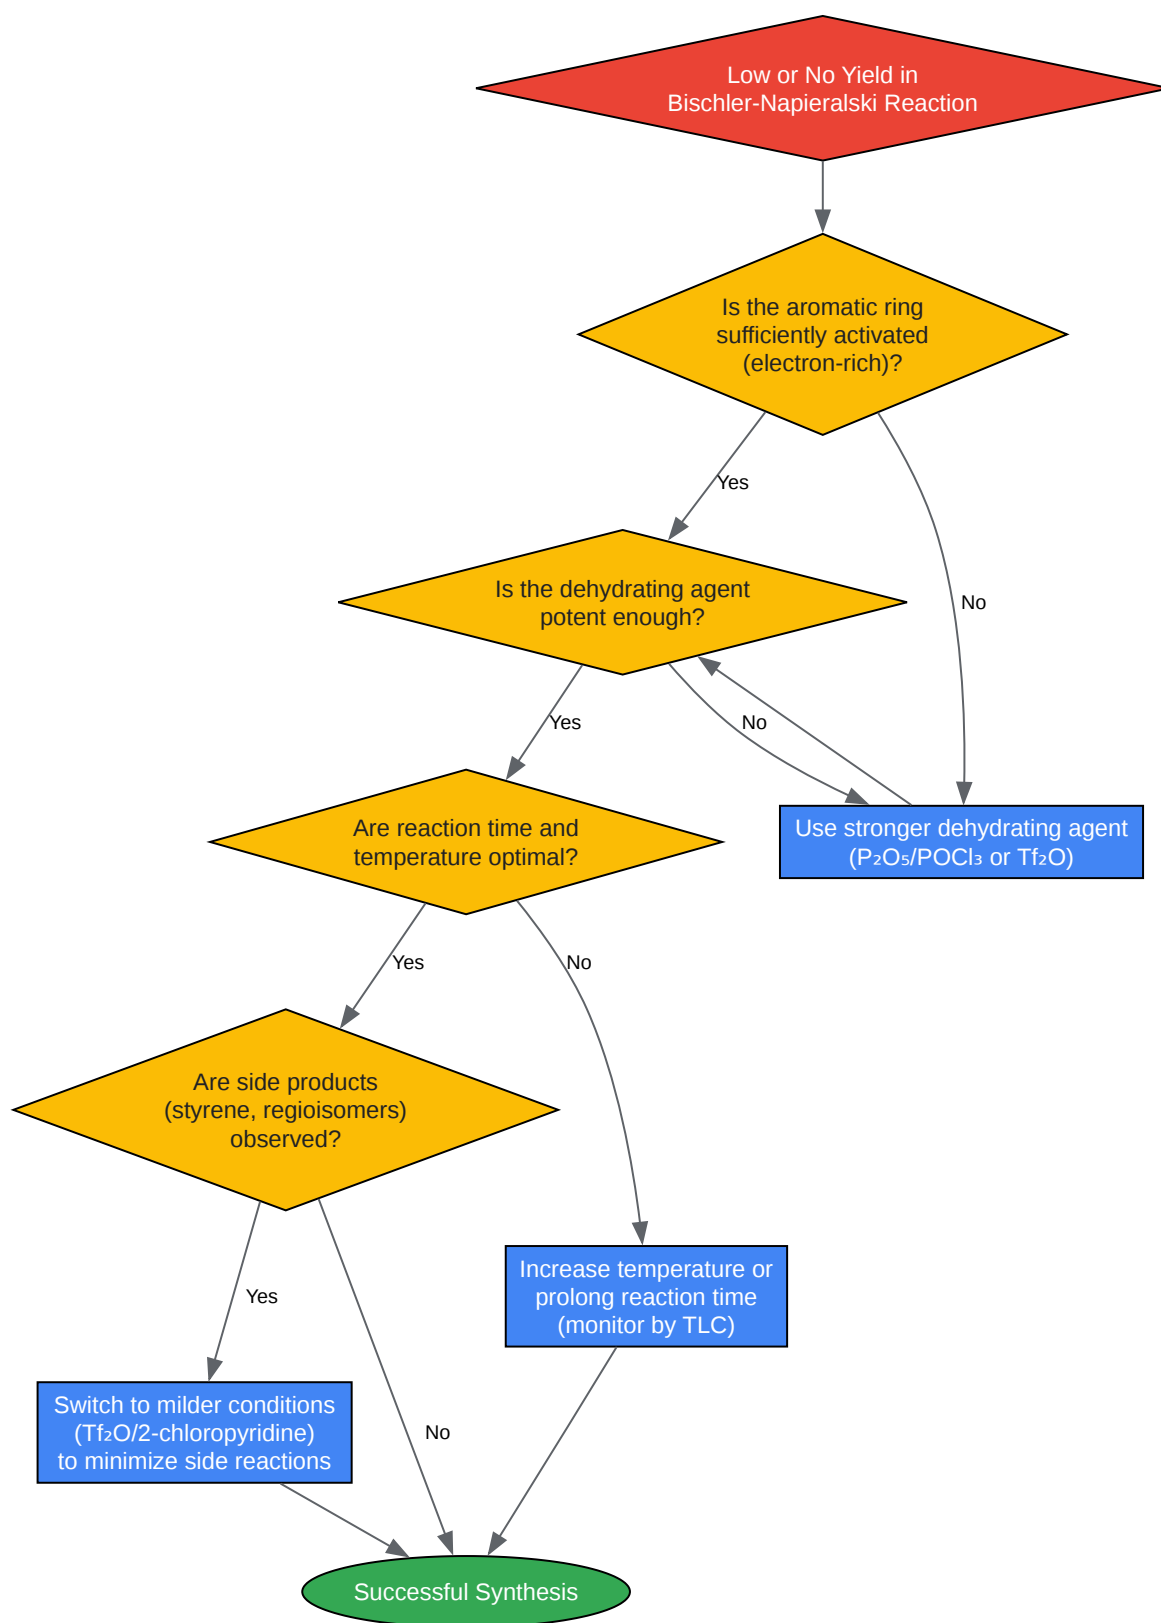 Low or No Yield in
Bischler-Napieralski Reaction
Is the aromatic ring
sufficiently activated
(electron-rich)?
Yes
No
Is the dehydrating agent
potent enough?
Yes
No
Use stronger dehydrating agent
(P₂O₅/POCl₃ or Tf₂O)
Are reaction time and
temperature optimal?
Yes
No
Are side products
(styrene, regioisomers)
observed?
Yes
No
Increase temperature or
prolong reaction time
(monitor by TLC)
Switch to milder conditions
(Tf₂O/2-chloropyridine)
to minimize side reactions
Successful Synthesis